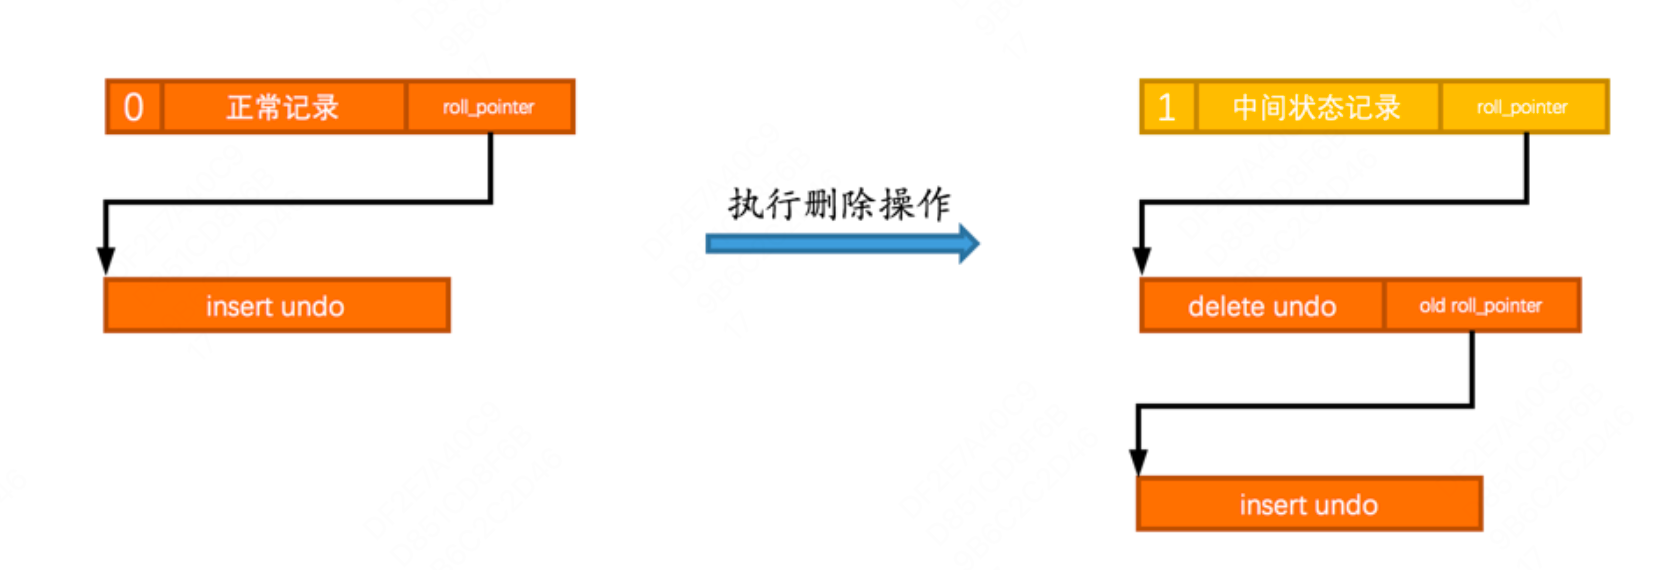 0 正常记录 roll_pointer
insert undo
执行删除操作
1 中间状态记录 roll_pointer
delete undo old roll_pointer
insert undo